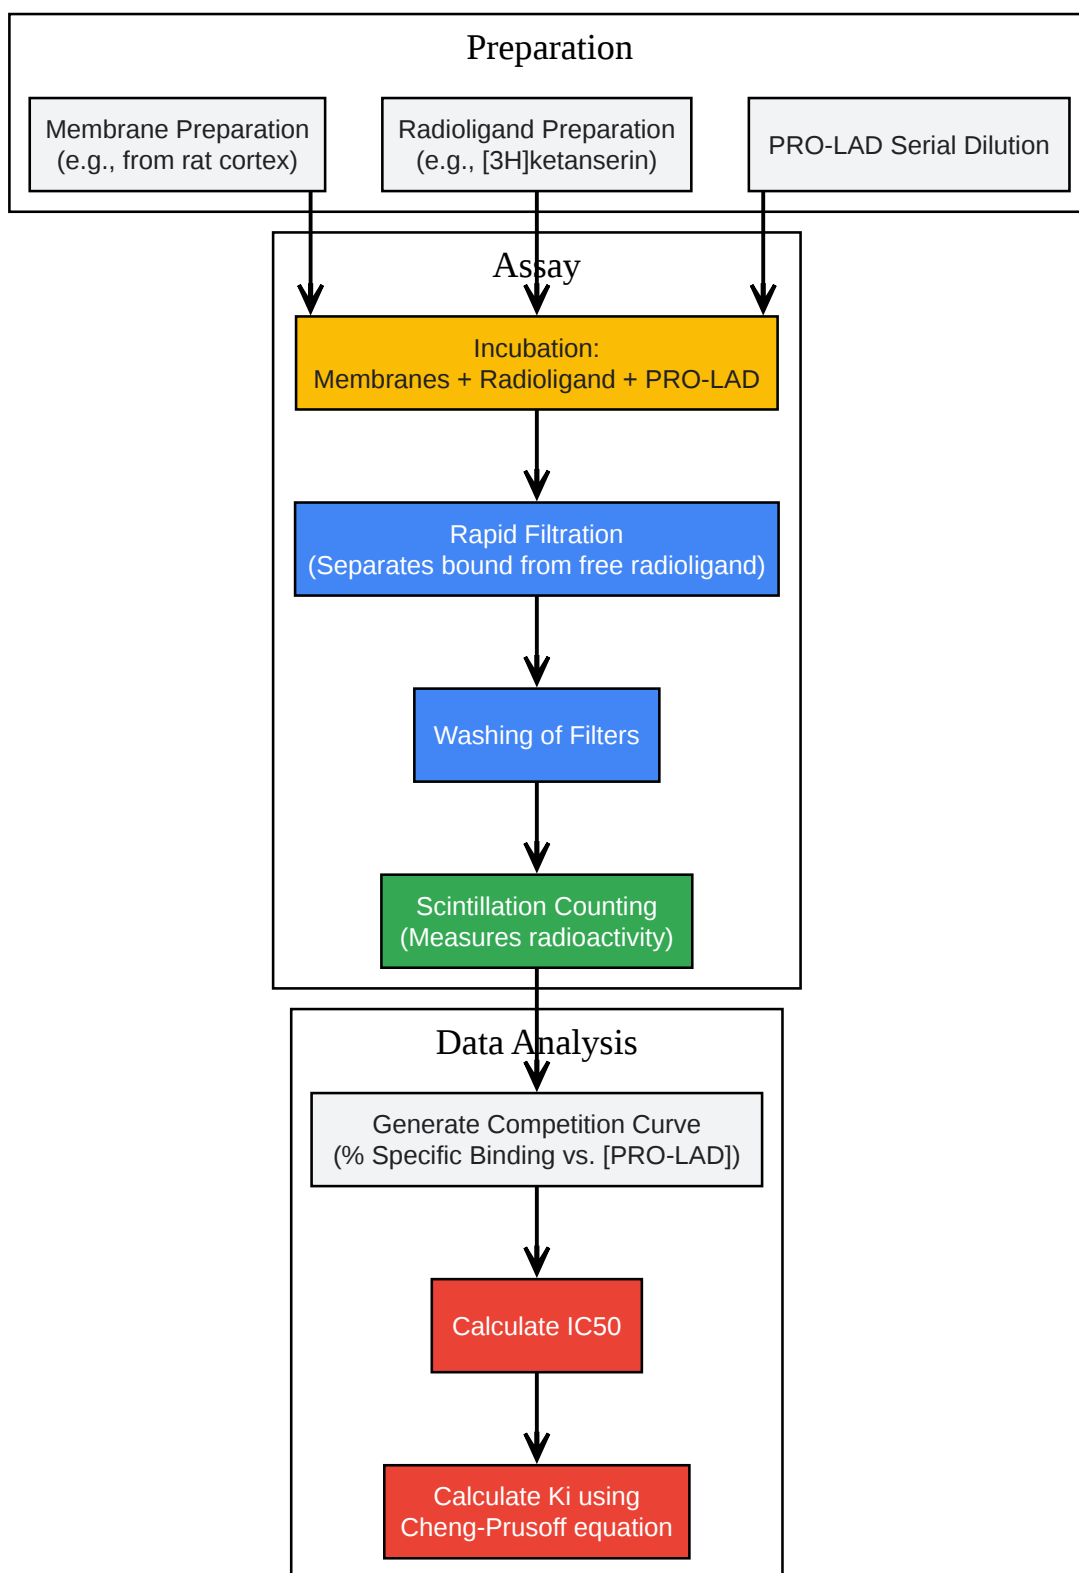 Preparation
Membrane Preparation
(e.g., from rat cortex)
Radioligand Preparation
(e.g., [3H]ketanserin)
PRO-LAD Serial Dilution
Assay
Incubation:
Membranes + Radioligand + PRO-LAD
Rapid Filtration
(Separates bound from free radioligand)
Washing of Filters
Scintillation Counting
(Measures radioactivity)
Data Analysis
Generate Competition Curve
(% Specific Binding vs. [PRO-LAD])
Calculate IC50
Calculate Ki using
Cheng-Prusoff equation